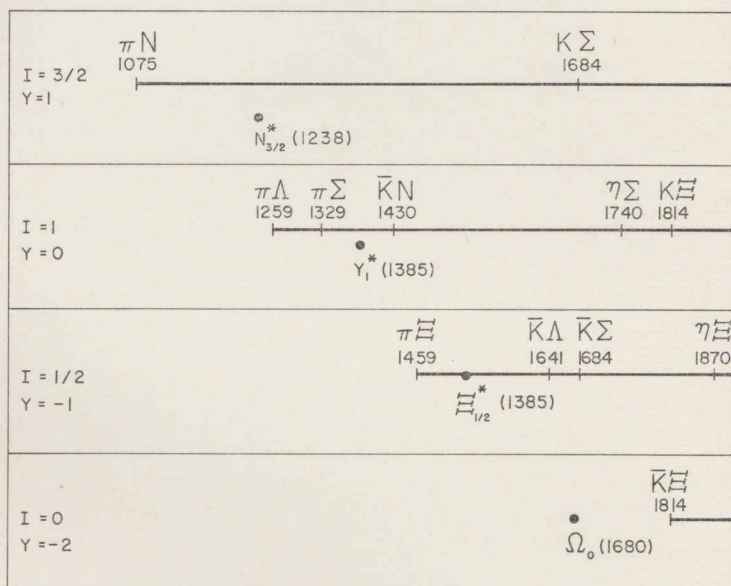 πN KΣ
1075 1684
I = 3/2
Y = 1
N*3/2 (1238)
πΛ πΣ K̄N ηΣ KΞ
1259 1329 1430 1740 1814
I = 1
Y = 0
Y1* (1385)
πΞ K̄Λ K̄Σ ηΞ
1459 1641 1684 1870
I = 1/2
Y = -1
Ξ*1/2 (1385)
K̄Ξ
1814
I = 0
Y = -2
Ω0 (1680)